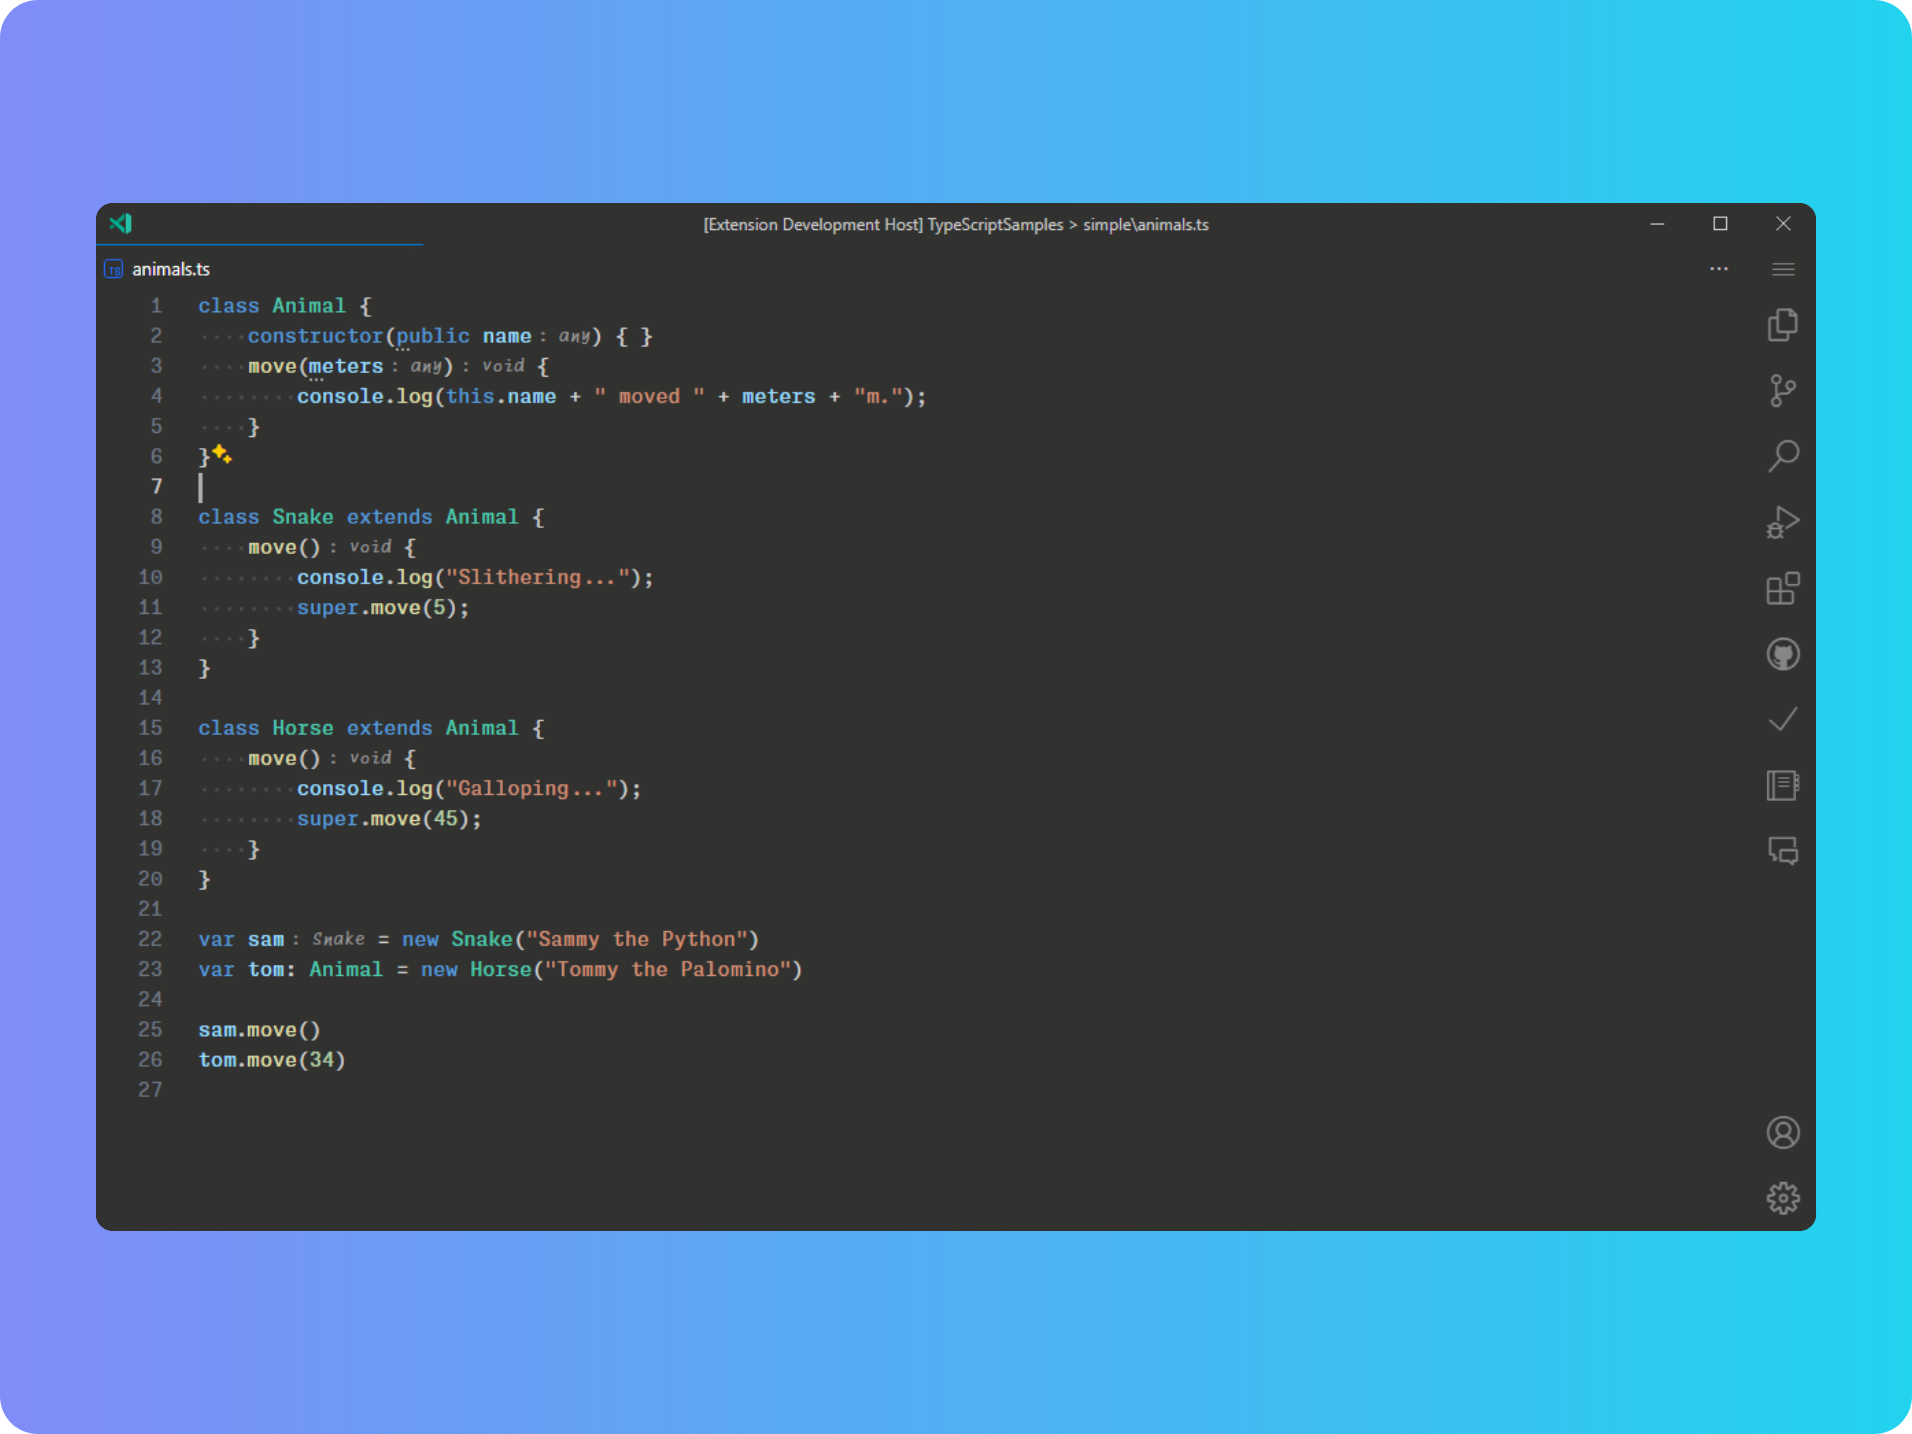 [Extension Development Host] TypeScriptSamples > simple\animals.ts
TS animals.ts
1 class Animal {
2 ····constructor(public name: any) { }
3 ····move(meters: any): void {
4 ········console.log(this.name + " moved " + meters + "m.");
5 ····}
6 }
7
8 class Snake extends Animal {
9 ····move(): void {
10 ········console.log("Slithering...");
11 ········super.move(5);
12 ····}
13 }
14
15 class Horse extends Animal {
16 ····move(): void {
17 ········console.log("Galloping...");
18 ········super.move(45);
19 ····}
20 }
21
22 var sam: Snake = new Snake("Sammy the Python")
23 var tom: Animal = new Horse("Tommy the Palomino")
24
25 sam.move()
26 tom.move(34)
27